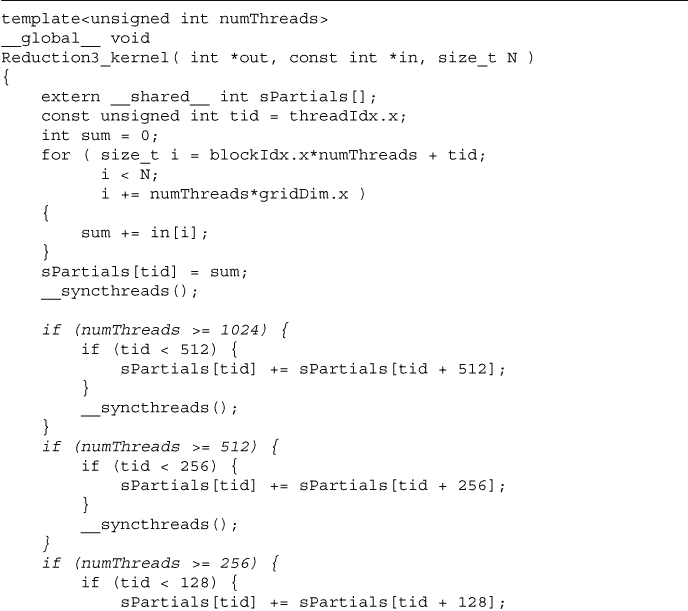 template<unsigned int numThreads>
__global__ void
Reduction3_kernel( int *out, const int *in, size_t N )
{
    extern __shared__ int sPartials[];
    const unsigned int tid = threadIdx.x;
    int sum = 0;
    for ( size_t i = blockIdx.x*numThreads + tid;
          i < N;
          i += numThreads*gridDim.x )
    {
        sum += in[i];
    }
    sPartials[tid] = sum;
    __syncthreads();

    if (numThreads >= 1024) {
        if (tid < 512) {
            sPartials[tid] += sPartials[tid + 512];
        }
        __syncthreads();
    }
    if (numThreads >= 512) {
        if (tid < 256) {
            sPartials[tid] += sPartials[tid + 256];
        }
        __syncthreads();
    }
    if (numThreads >= 256) {
        if (tid < 128) {
            sPartials[tid] += sPartials[tid + 128];